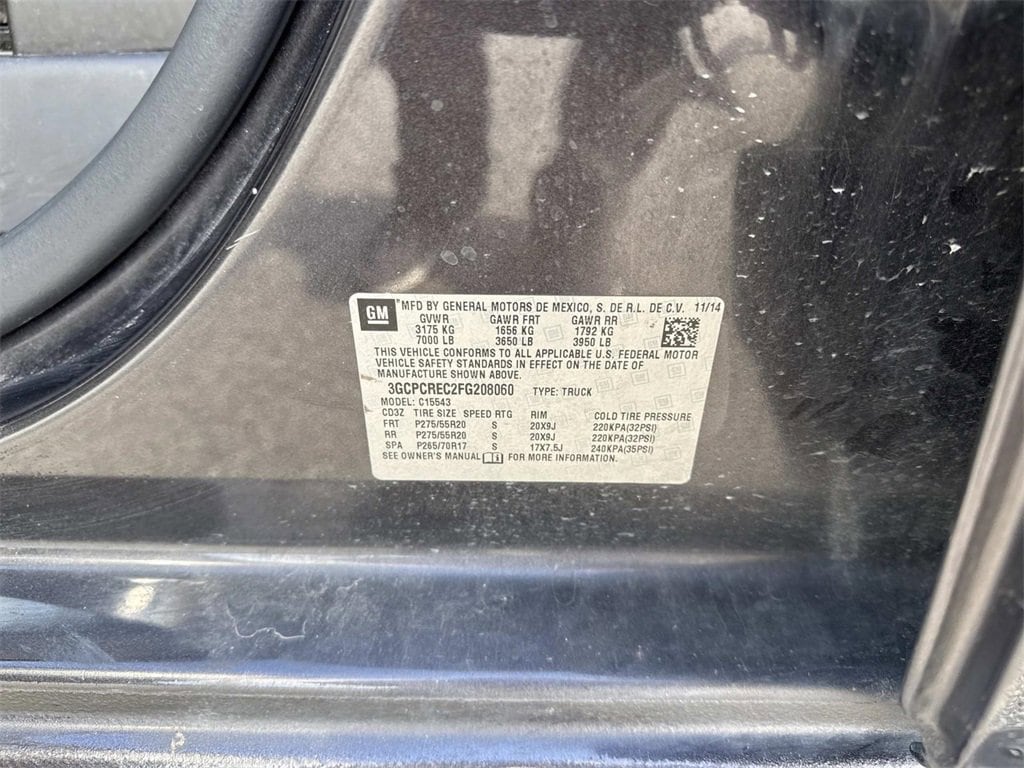 GM
MFD BY GENERAL MOTORS DE MEXICO, S. DE R.L. DE C.V. 11/14
GVWR GAWR FRT GAWR RR
3175 KG 1656 KG 1792 KG
7000 LB 3650 LB 3950 LB
THIS VEHICLE CONFORMS TO ALL APPLICABLE U.S. FEDERAL MOTOR
VEHICLE SAFETY STANDARDS IN EFFECT ON THE DATE OF
MANUFACTURE SHOWN ABOVE.
3GCPCREC2FG208060 TYPE: TRUCK
MODEL: C15543
CD3Z TIRE SIZE SPEED RTG RIM COLD TIRE PRESSURE
FRT P275/55R20 S 20X9J 220KPA(32PSI)
RR P275/55R20 S 20X9J 220KPA(32PSI)
SPA P265/70R17 S 17X7.5J 240KPA(35PSI)
SEE OWNER'S MANUAL FOR MORE INFORMATION.